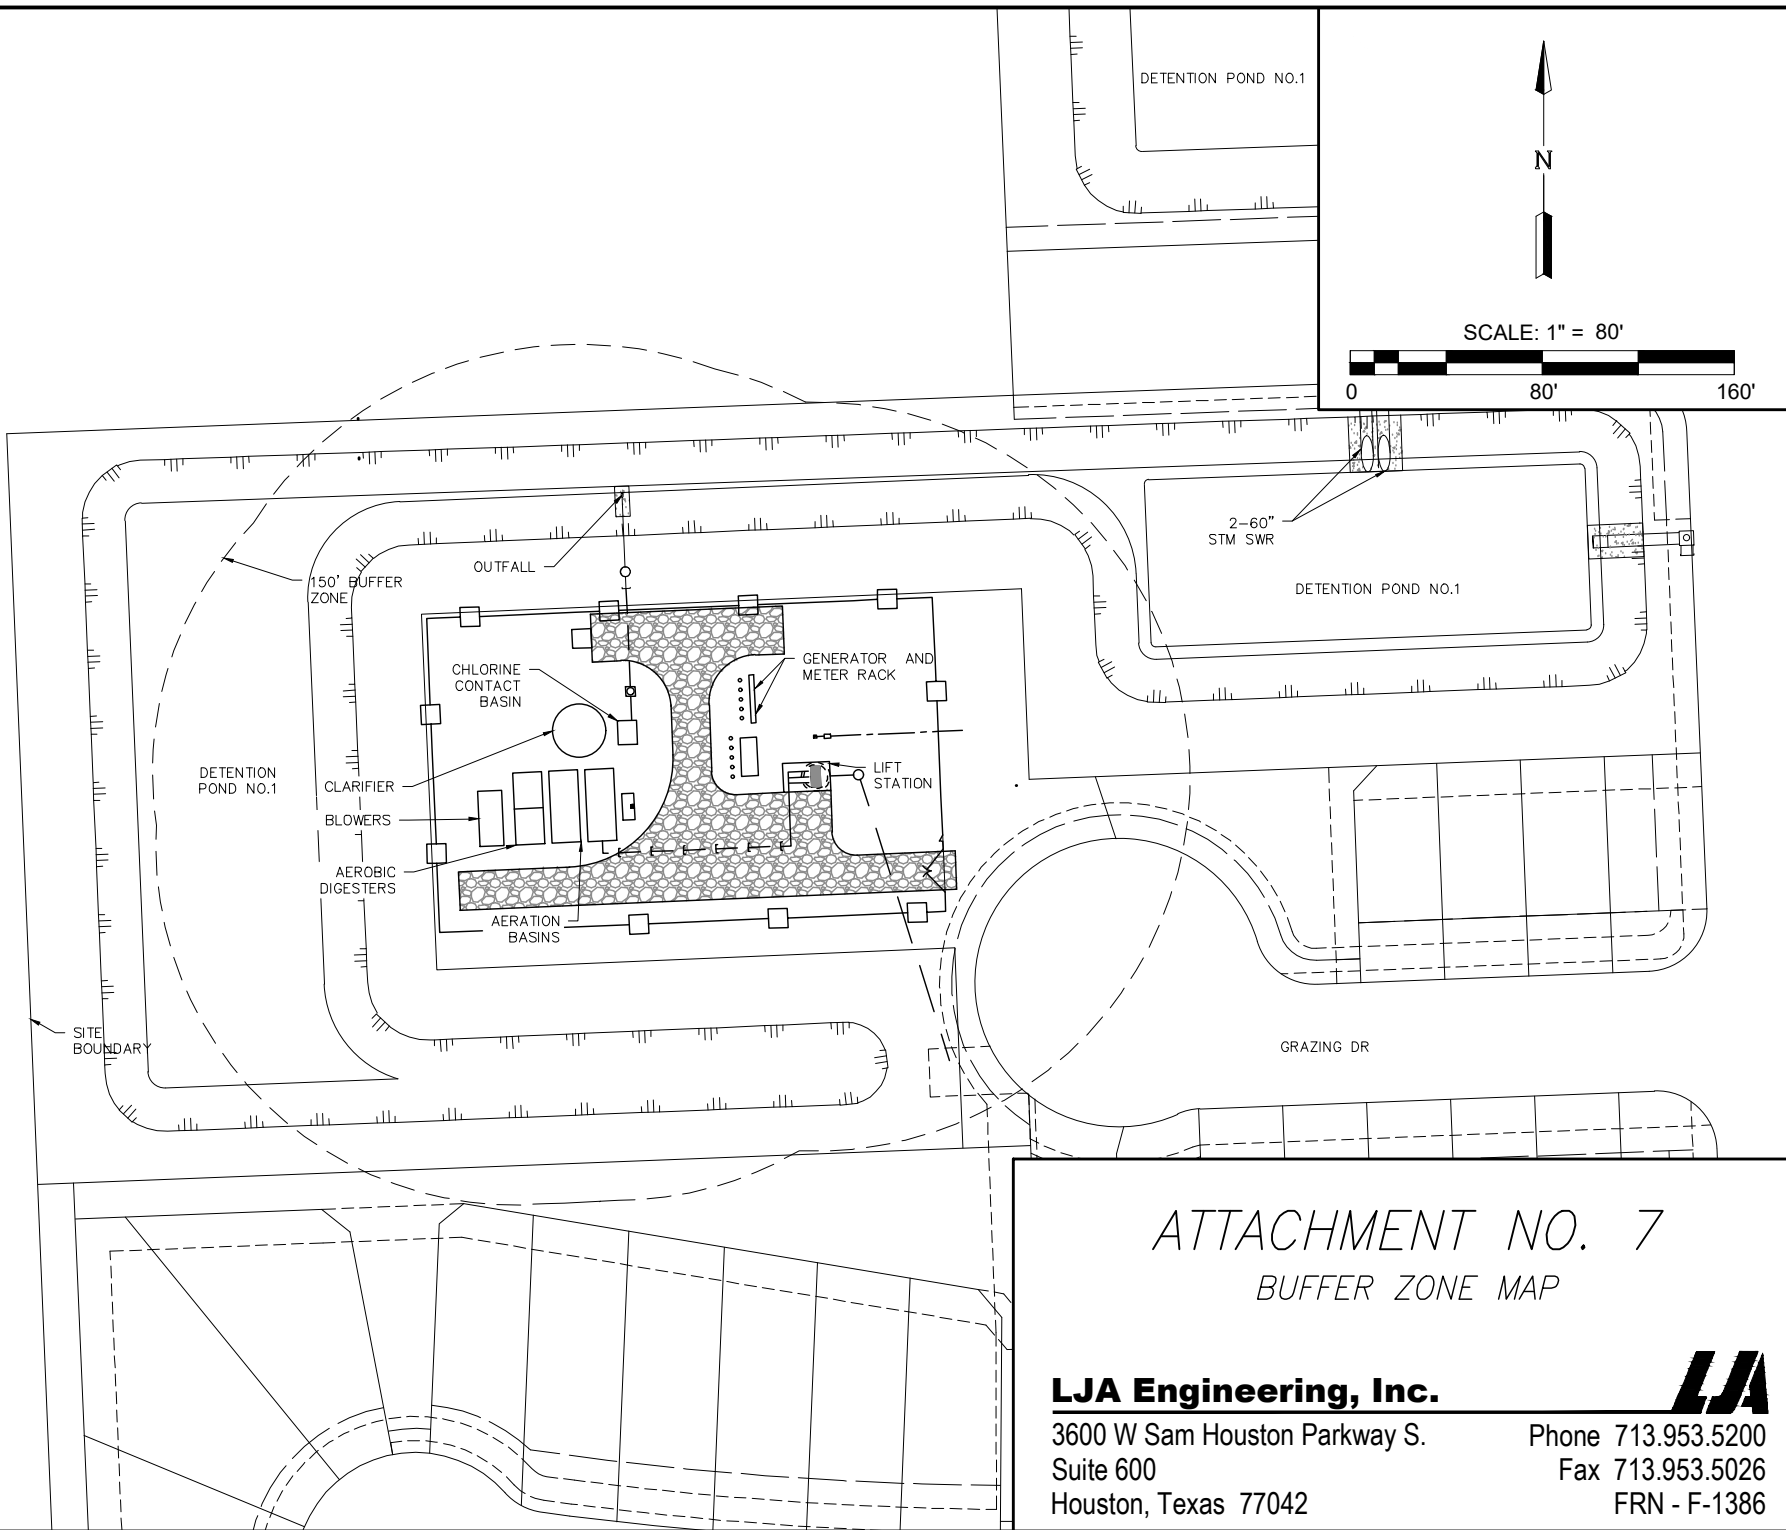 DETENTION POND NO.1
N
SCALE: 1" = 80'
0 80' 160'
2-60"
STM SWR
OUTFALL
150' BUFFER
ZONE
DETENTION POND NO.1
CHLORINE
CONTACT
BASIN
GENERATOR AND
METER RACK
DETENTION
POND NO.1
CLARIFIER
LIFT
STATION
BLOWERS
AEROBIC
DIGESTERS
AERATION
BASINS
SITE
BOUNDARY
GRAZING DR
ATTACHMENT NO. 7
BUFFER ZONE MAP
LJA Engineering, Inc.
LJA
3600 W Sam Houston Parkway S.
Suite 600
Houston, Texas 77042
Phone 713.953.5200
Fax 713.953.5026
FRN - F-1386